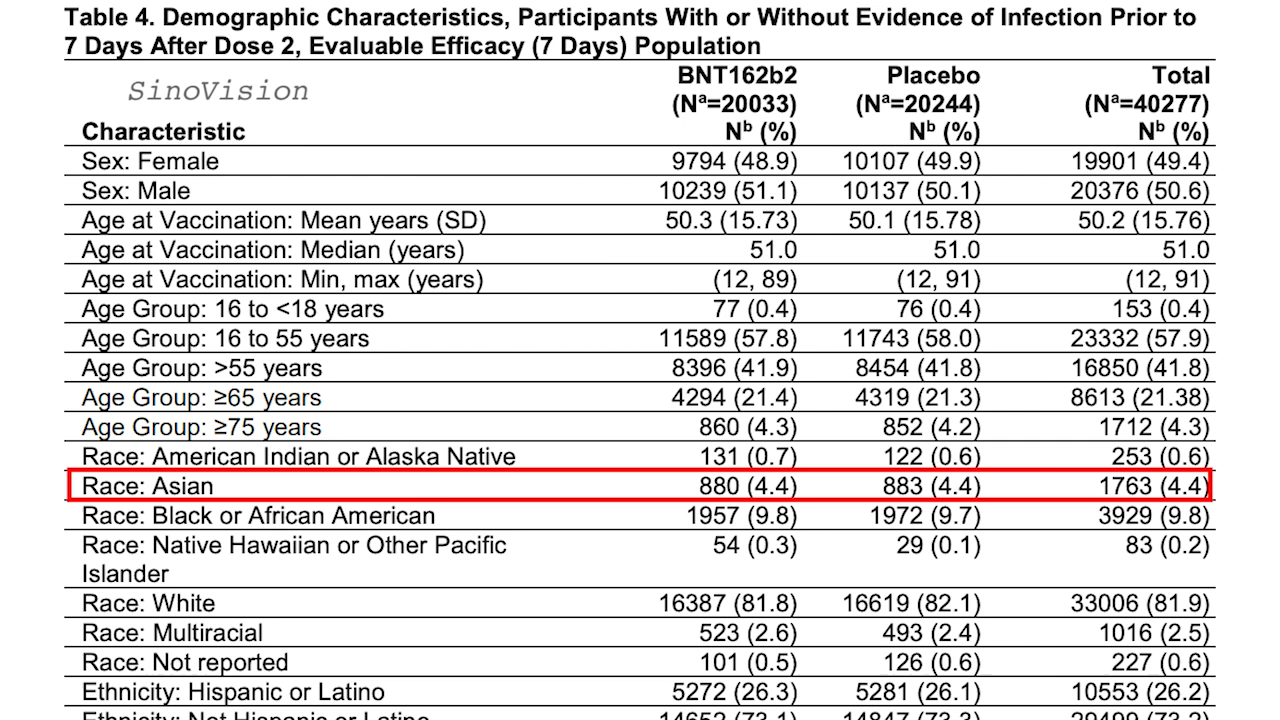 Table 4. Demographic Characteristics, Participants With or Without Evidence of Infection Prior to
7 Days After Dose 2, Evaluable Efficacy (7 Days) Population
SinoVision
BNT162b2 Placebo Total
(Nᵃ=20033) (Nᵃ=20244) (Nᵃ=40277)
Characteristic Nᵇ (%) Nᵇ (%) Nᵇ (%)
Sex: Female 9794 (48.9) 10107 (49.9) 19901 (49.4)
Sex: Male 10239 (51.1) 10137 (50.1) 20376 (50.6)
Age at Vaccination: Mean years (SD) 50.3 (15.73) 50.1 (15.78) 50.2 (15.76)
Age at Vaccination: Median (years) 51.0 51.0 51.0
Age at Vaccination: Min, max (years) (12, 89) (12, 91) (12, 91)
Age Group: 16 to <18 years 77 (0.4) 76 (0.4) 153 (0.4)
Age Group: 16 to 55 years 11589 (57.8) 11743 (58.0) 23332 (57.9)
Age Group: >55 years 8396 (41.9) 8454 (41.8) 16850 (41.8)
Age Group: ≥65 years 4294 (21.4) 4319 (21.3) 8613 (21.38)
Age Group: ≥75 years 860 (4.3) 852 (4.2) 1712 (4.3)
Race: American Indian or Alaska Native 131 (0.7) 122 (0.6) 253 (0.6)
Race: Asian 880 (4.4) 883 (4.4) 1763 (4.4)
Race: Black or African American 1957 (9.8) 1972 (9.7) 3929 (9.8)
Race: Native Hawaiian or Other Pacific 54 (0.3) 29 (0.1) 83 (0.2)
Islander
Race: White 16387 (81.8) 16619 (82.1) 33006 (81.9)
Race: Multiracial 523 (2.6) 493 (2.4) 1016 (2.5)
Race: Not reported 101 (0.5) 126 (0.6) 227 (0.6)
Ethnicity: Hispanic or Latino 5272 (26.3) 5281 (26.1) 10553 (26.2)
Ethnicity: Not Hispanic or Latino 14652 (73.1) 14847 (73.3) 29499 (73.2)